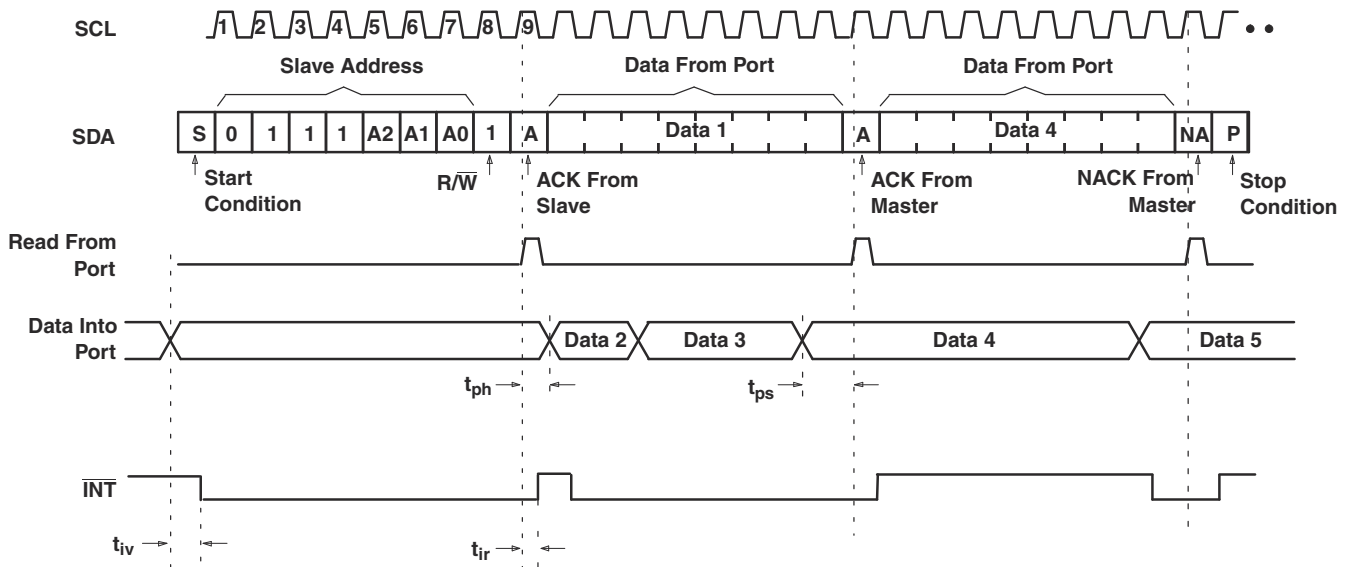 SCL
1 2 3 4 5 6 7 8 9
Slave Address
Data From Port
Data From Port
SDA
S 0 1 1 1 A2 A1 A0 1 A Data 1 A Data 4 NA P
Start
Condition
R/W̅
ACK From
Slave
ACK From
Master
NACK From
Master
Stop
Condition
Read From
Port
Data Into
Port
Data 2
Data 3
Data 4
Data 5
tph
tps
I̅N̅T̅
tiv
tir